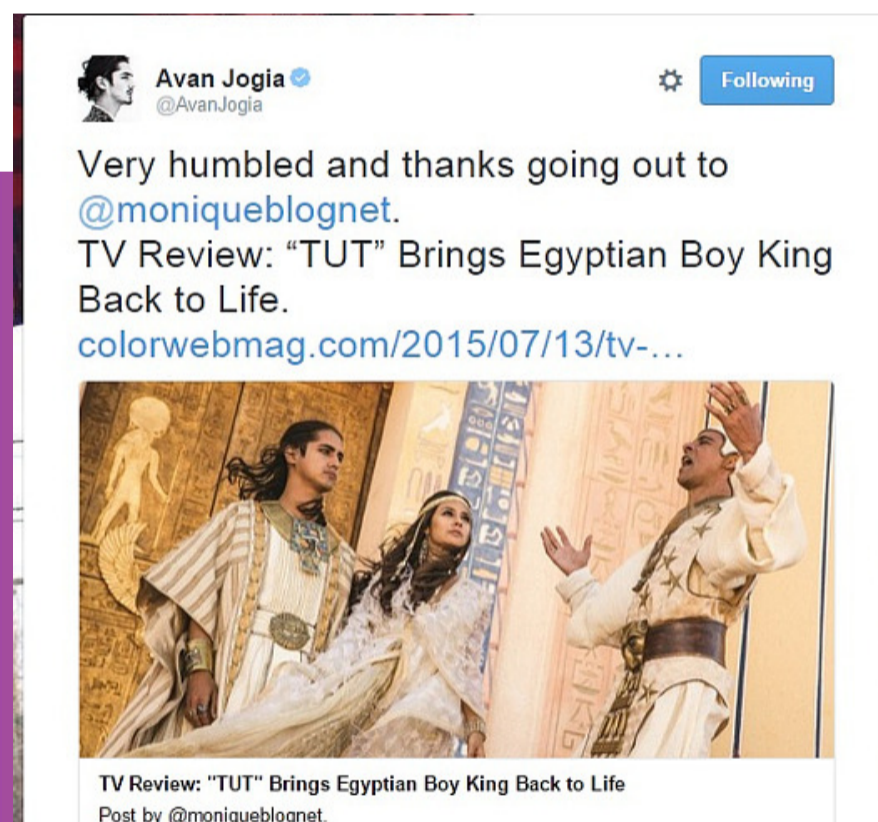 Avan Jogia
@AvanJogia
Following
Very humbled and thanks going out to
@moniqueblognet.
TV Review: “TUT” Brings Egyptian Boy King
Back to Life.
colorwebmag.com/2015/07/13/tv-...
TV Review: "TUT" Brings Egyptian Boy King Back to Life
Post by @moniqueblognet.